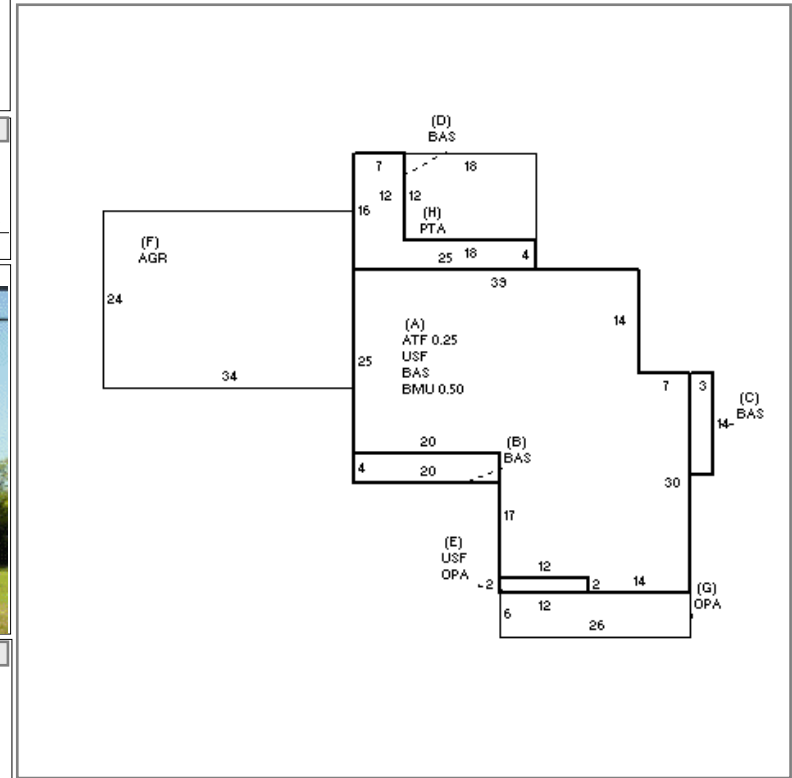 (D)
BAS
7
18
12
12
16
(H)
PTA
(F)
AGR
25
18
4
39
24
14
(A)
ATF 0.25
USF
BAS
BMU 0.50
25
34
7
3
(C)
BAS
14
20
(B)
BAS
4
20
30
17
(E)
USF
OPA
12
2
2
14
(G)
OPA
6
12
26